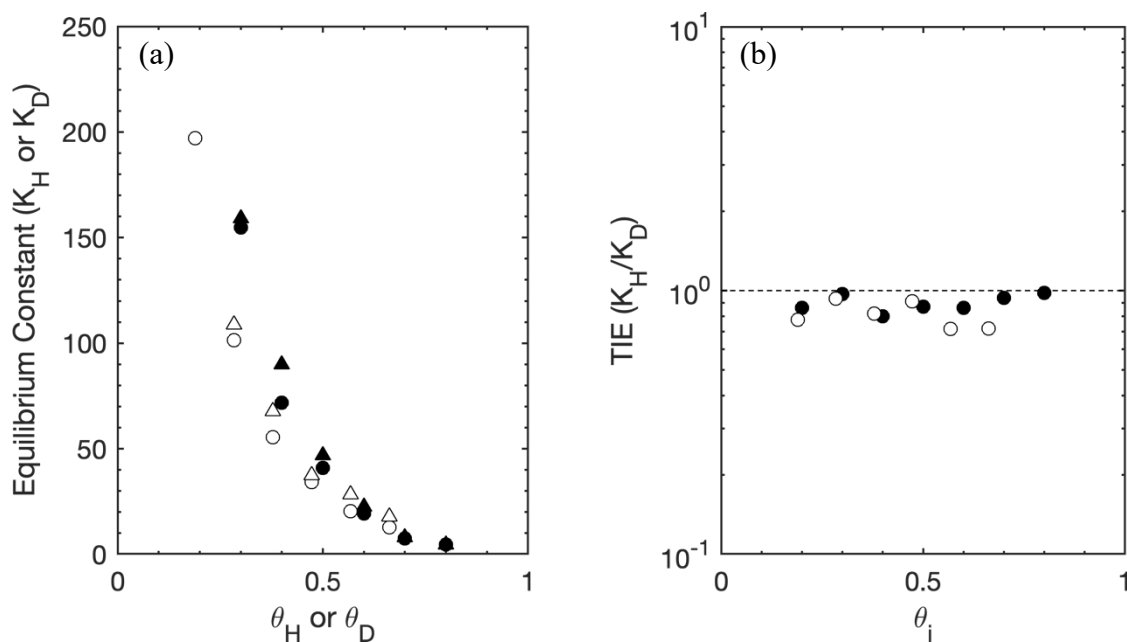 (a)
Equilibrium Constant (K_H or K_D)
250
200
150
100
50
0
0
0.5
1
θ_H or θ_D
(b)
TIE (K_H/K_D)
10^1
10^0
10^-1
0
0.5
1
θ_i